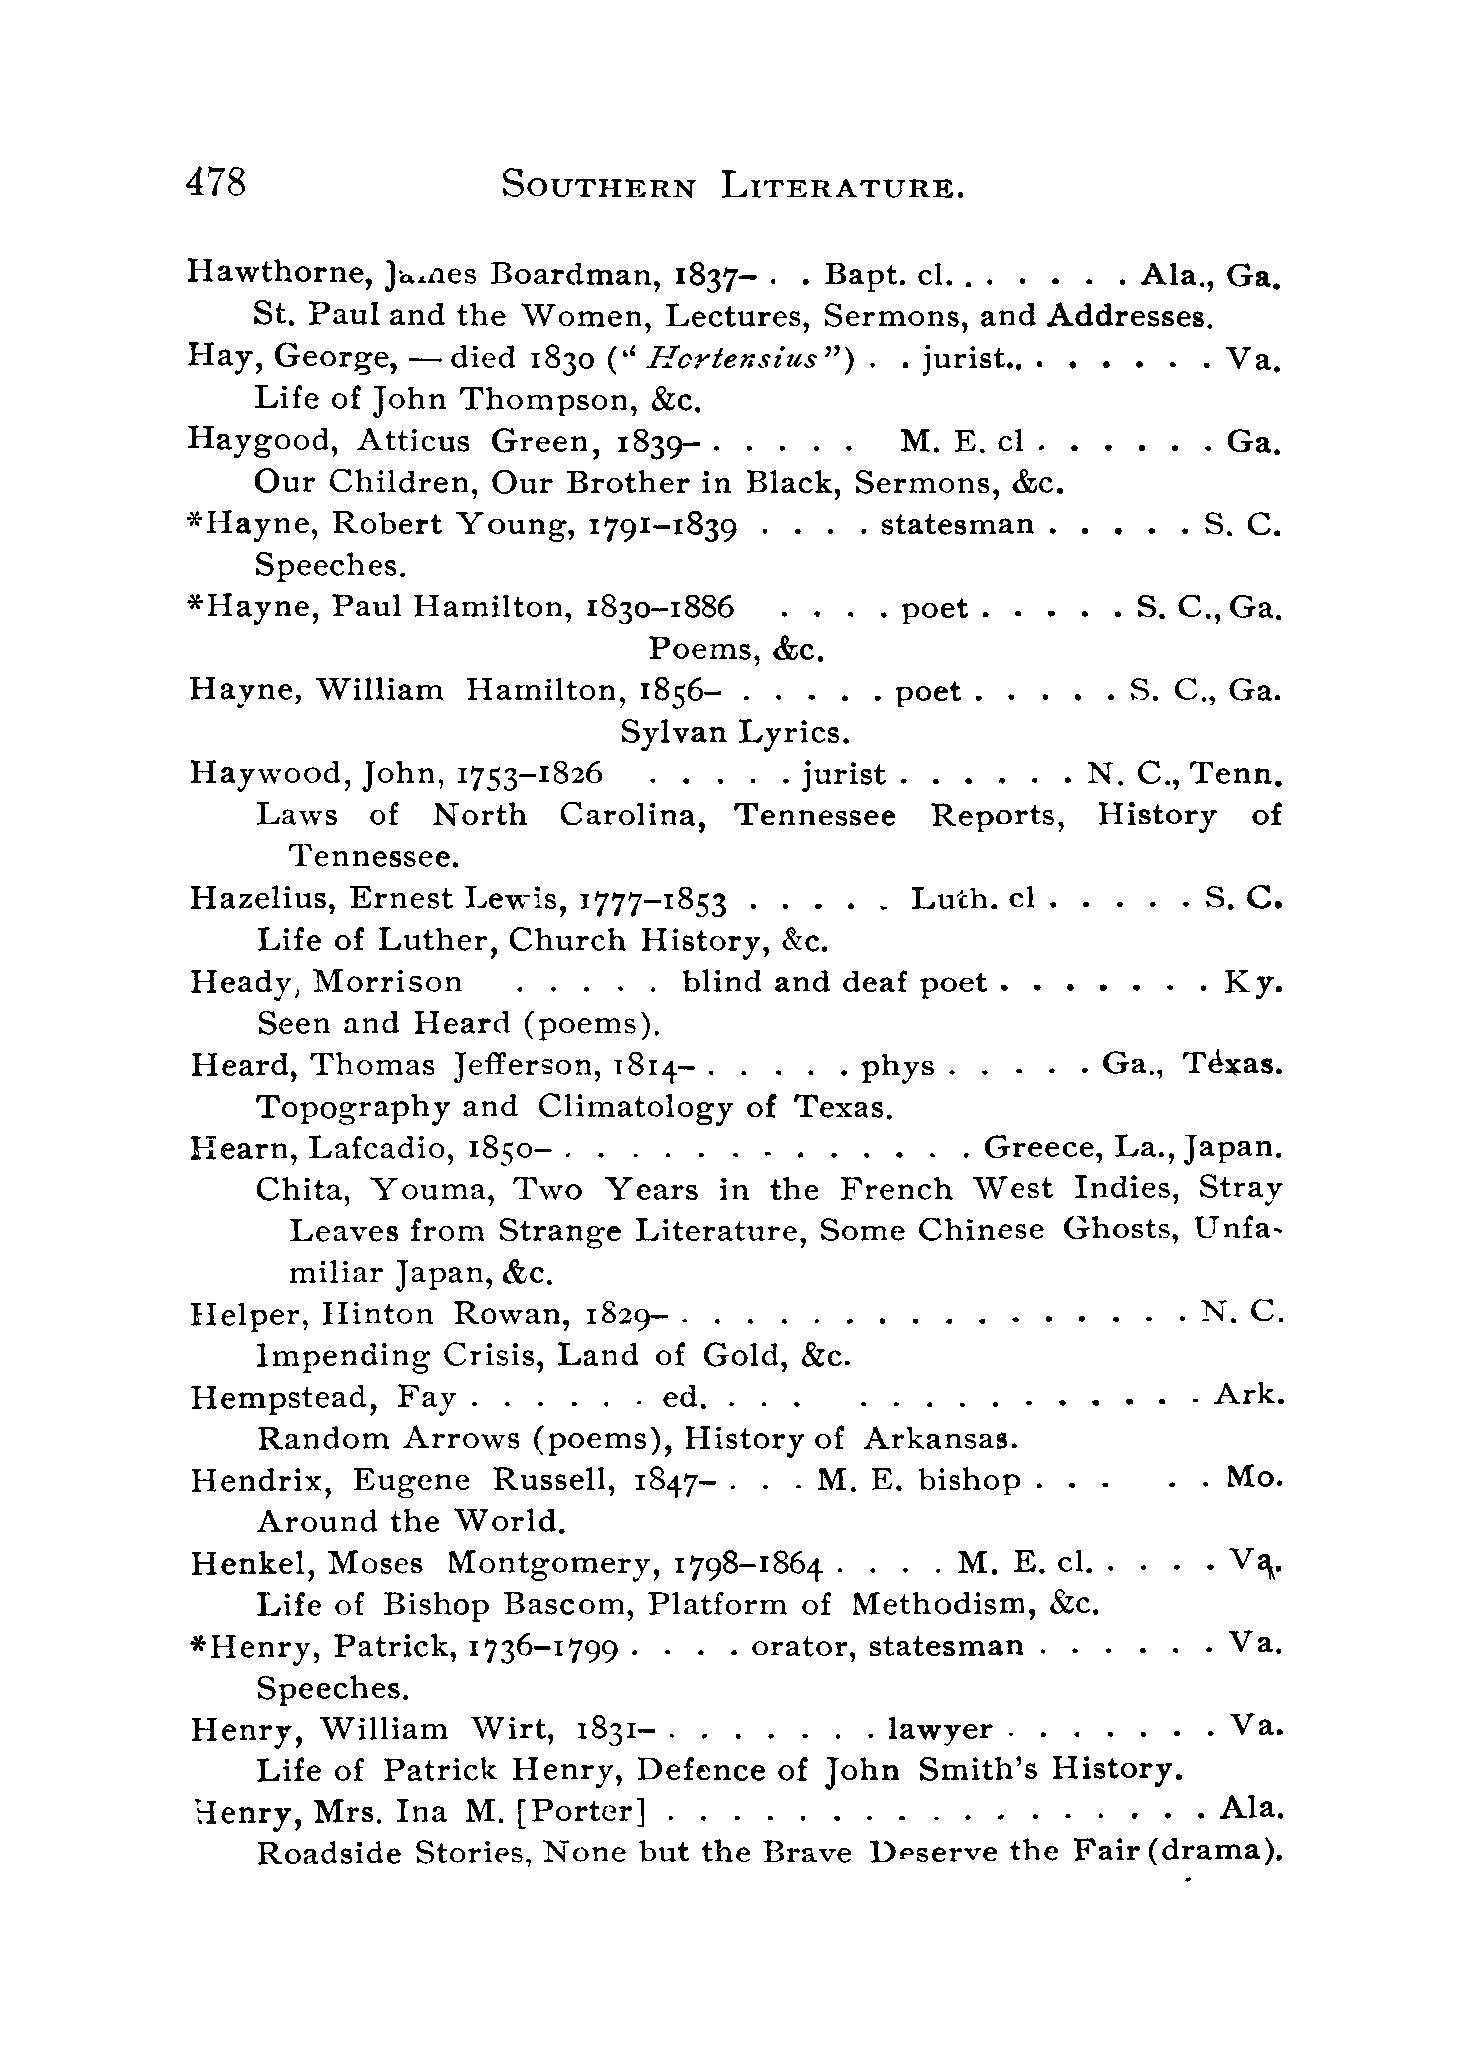 478 SOUTHERN LITERATURE.
Hawthorne, James Boardman, 1837– . . Bapt. cl. . . . . . . Ala., Ga.
St. Paul and the Women, Lectures, Sermons, and Addresses.
Hay, George, — died 1830 ("Hortensius") . . jurist. . . . . . . . Va.
Life of John Thompson, &c.
Haygood, Atticus Green, 1839– . . . . . M. E. cl . . . . . . Ga.
Our Children, Our Brother in Black, Sermons, &c.
*Hayne, Robert Young, 1791–1839 . . . . statesman . . . . . S. C.
Speeches.
*Hayne, Paul Hamilton, 1830–1886 . . . . poet . . . . . S. C., Ga.
Poems, &c.
Hayne, William Hamilton, 1856– . . . . . poet . . . . . S. C., Ga.
Sylvan Lyrics.
Haywood, John, 1753–1826 . . . . . jurist . . . . . . N. C., Tenn.
Laws of North Carolina, Tennessee Reports, History of
Tennessee.
Hazelius, Ernest Lewis, 1777–1853 . . . . . Luth. cl . . . . . S. C.
Life of Luther, Church History, &c.
Heady, Morrison . . . . . blind and deaf poet . . . . . . . Ky.
Seen and Heard (poems).
Heard, Thomas Jefferson, 1814– . . . . . phys . . . . . Ga., Texas.
Topography and Climatology of Texas.
Hearn, Lafcadio, 1850– . . . . . . . . . . . . . Greece, La., Japan.
Chita, Youma, Two Years in the French West Indies, Stray
Leaves from Strange Literature, Some Chinese Ghosts, Unfa-
miliar Japan, &c.
Helper, Hinton Rowan, 1829– . . . . . . . . . . . . . . . . N. C.
Impending Crisis, Land of Gold, &c.
Hempstead, Fay . . . . . . ed. . . . . . . . . . . . . . . Ark.
Random Arrows (poems), History of Arkansas.
Hendrix, Eugene Russell, 1847– . . . M. E. bishop . . . . . Mo.
Around the World.
Henkel, Moses Montgomery, 1798–1864 . . . . M. E. cl. . . . . Va.
Life of Bishop Bascom, Platform of Methodism, &c.
*Henry, Patrick, 1736–1799 . . . . orator, statesman . . . . . . Va.
Speeches.
Henry, William Wirt, 1831– . . . . . . . lawyer . . . . . . . Va.
Life of Patrick Henry, Defence of John Smith's History.
Henry, Mrs. Ina M. [Porter] . . . . . . . . . . . . . . . . . Ala.
Roadside Stories, None but the Brave Deserve the Fair (drama).